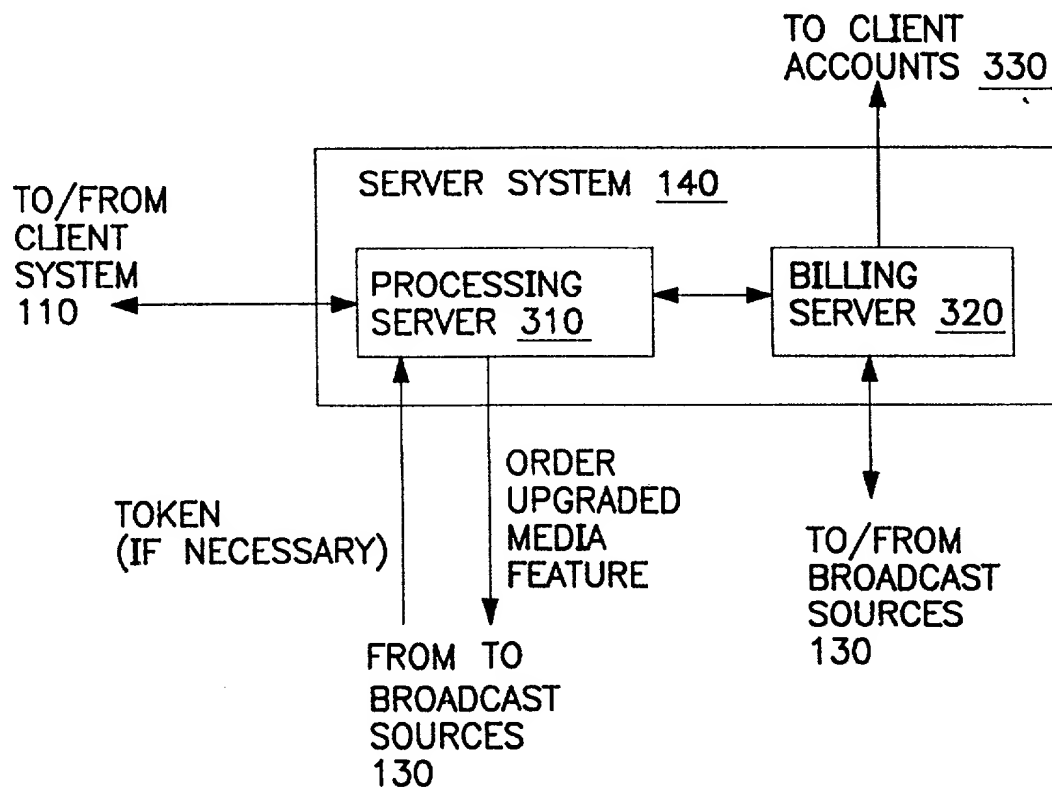 TO CLIENT
ACCOUNTS 330
SERVER SYSTEM 140
TO/FROM
CLIENT
SYSTEM
110
PROCESSING
SERVER 310
BILLING
SERVER 320
TOKEN
(IF NECESSARY)
ORDER
UPGRADED
MEDIA
FEATURE
TO/FROM
BROADCAST
SOURCES
130
FROM TO
BROADCAST
SOURCES
130